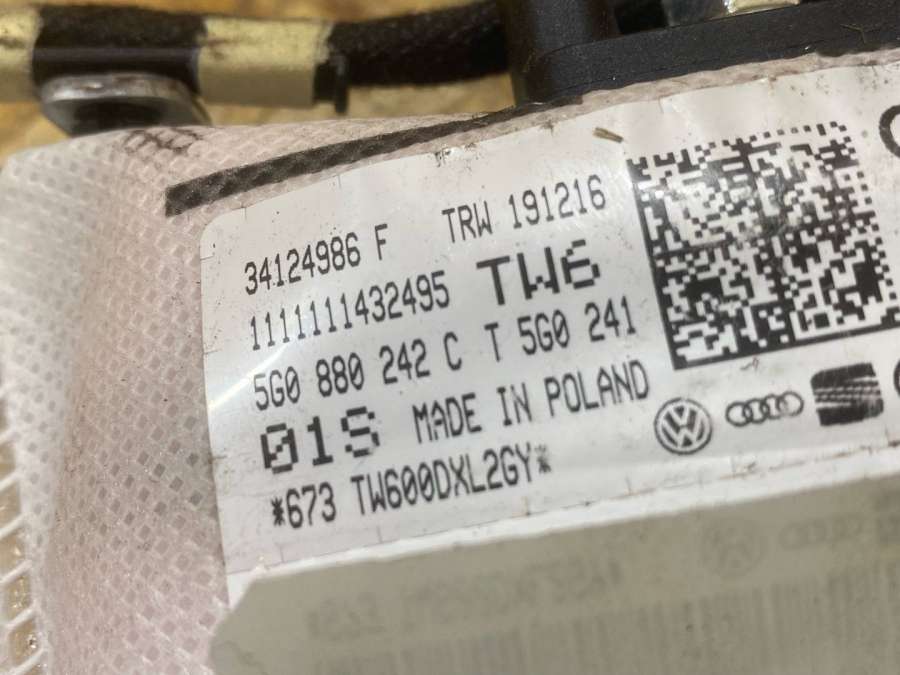 34124986 F TRW 191216
1111111432495 TW6
5G0 880 242 C T 5G0 241
01S MADE IN POLAND
*673 TW600DXL2GY*